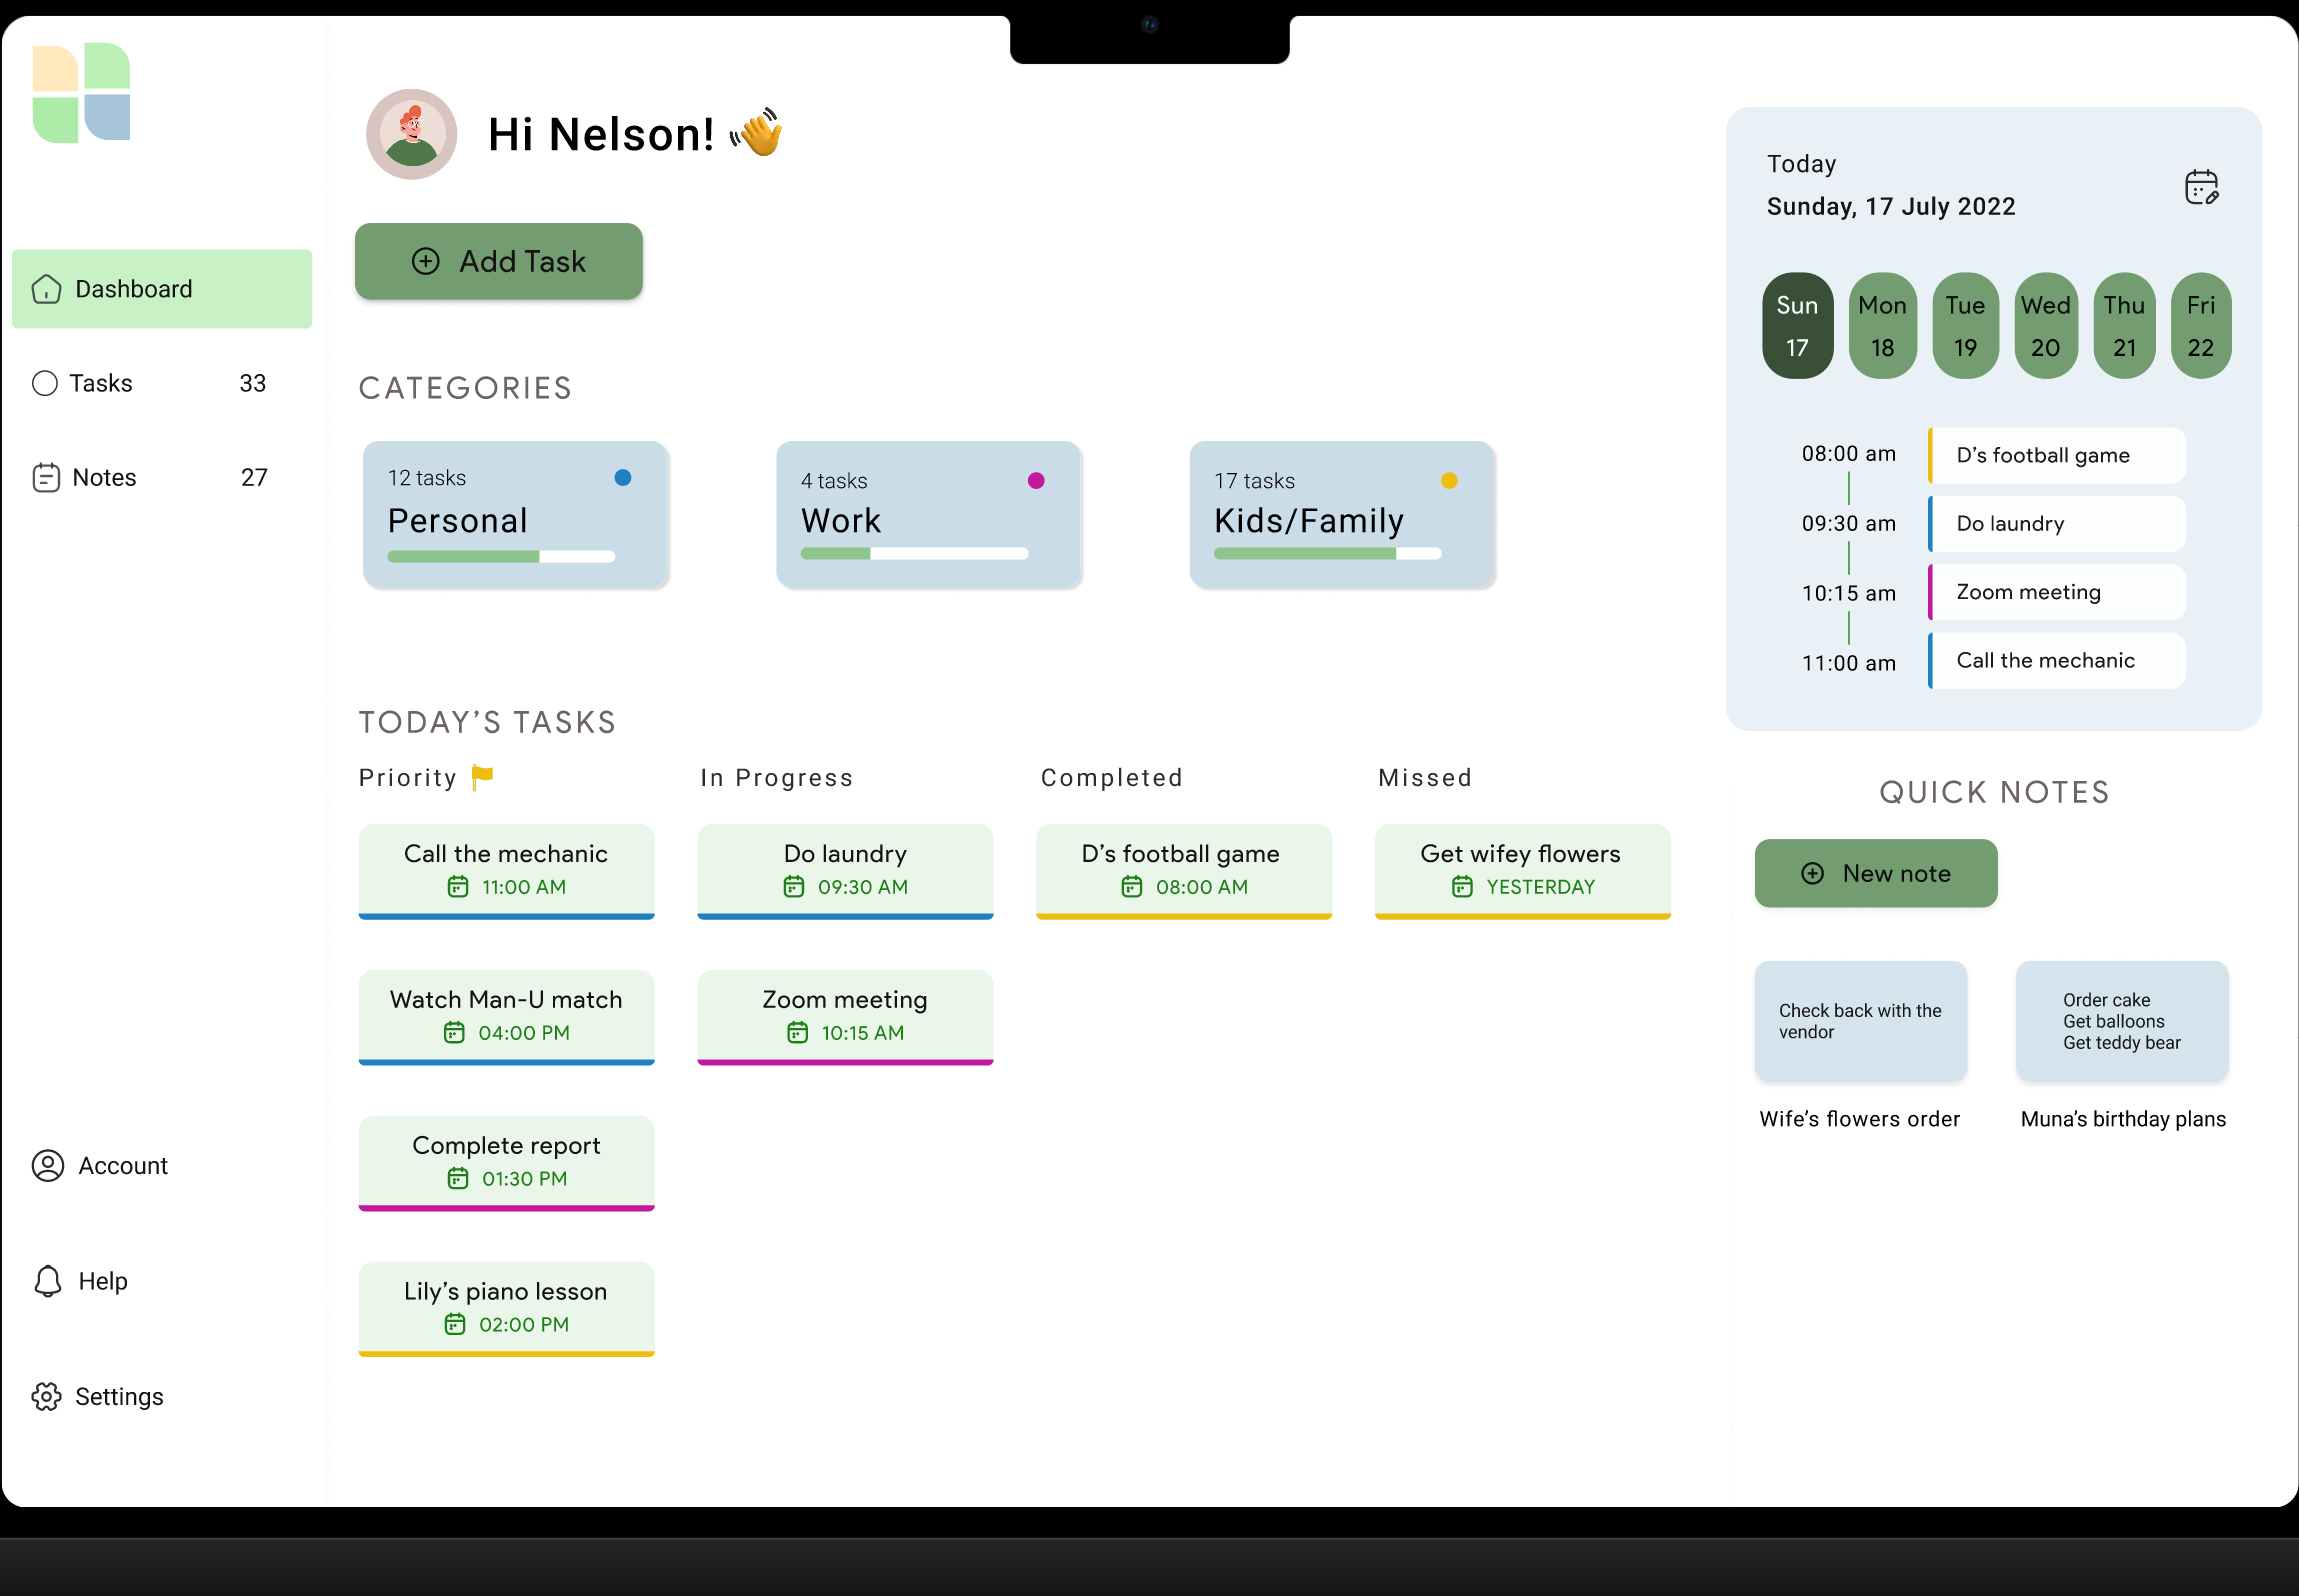 Hi Nelson!
Add Task
Dashboard
Tasks 33
Notes 27
Account
Help
Settings
CATEGORIES
12 tasks
Personal
4 tasks
Work
17 tasks
Kids/Family
TODAY’S TASKS
Priority
Call the mechanic
11:00 AM
Watch Man-U match
04:00 PM
Complete report
01:30 PM
Lily’s piano lesson
02:00 PM
In Progress
Do laundry
09:30 AM
Zoom meeting
10:15 AM
Completed
D’s football game
08:00 AM
Missed
Get wifey flowers
YESTERDAY
Today
Sunday, 17 July 2022
Sun Mon Tue Wed Thu Fri
17 18 19 20 21 22
08:00 am D’s football game
09:30 am Do laundry
10:15 am Zoom meeting
11:00 am Call the mechanic
QUICK NOTES
New note
Check back with the
vendor
Wife’s flowers order
Order cake
Get balloons
Get teddy bear
Muna’s birthday plans